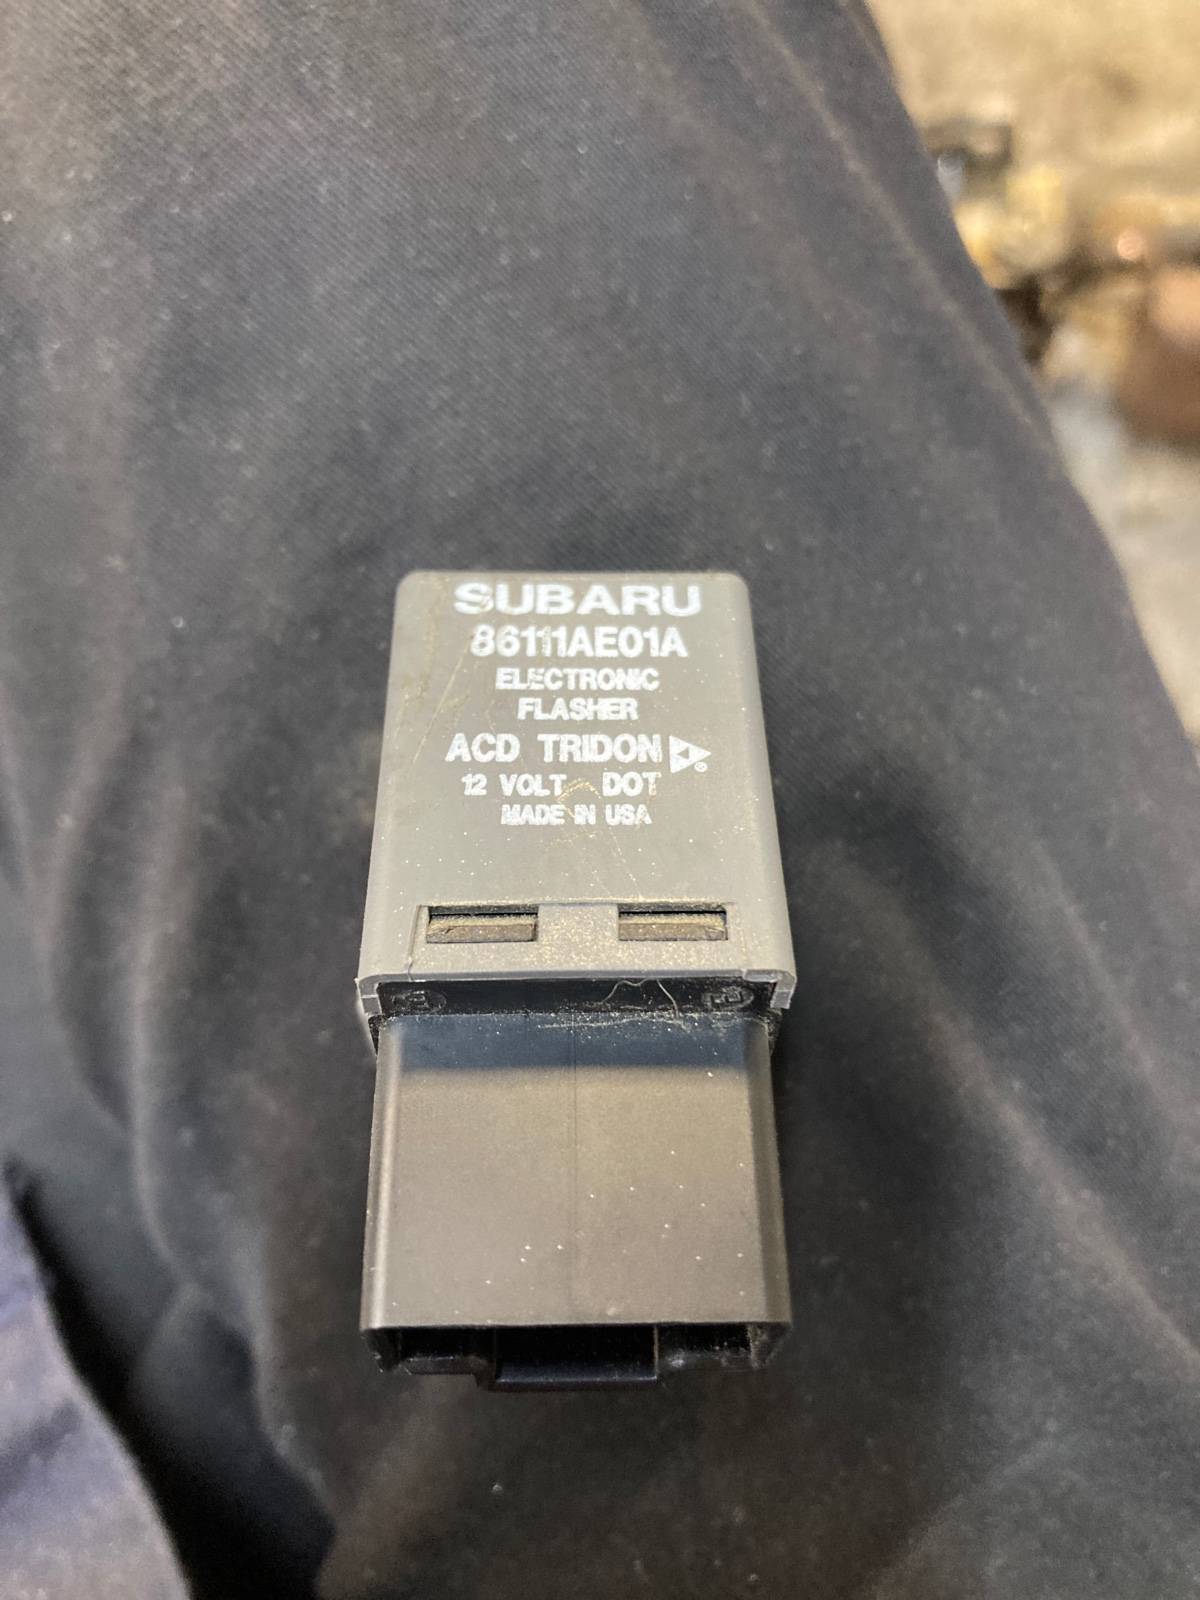 SUBARU
86111AE01A
ELECTRONIC
FLASHER
ACD TRIDON ®
12 VOLT DOT
MADE IN USA